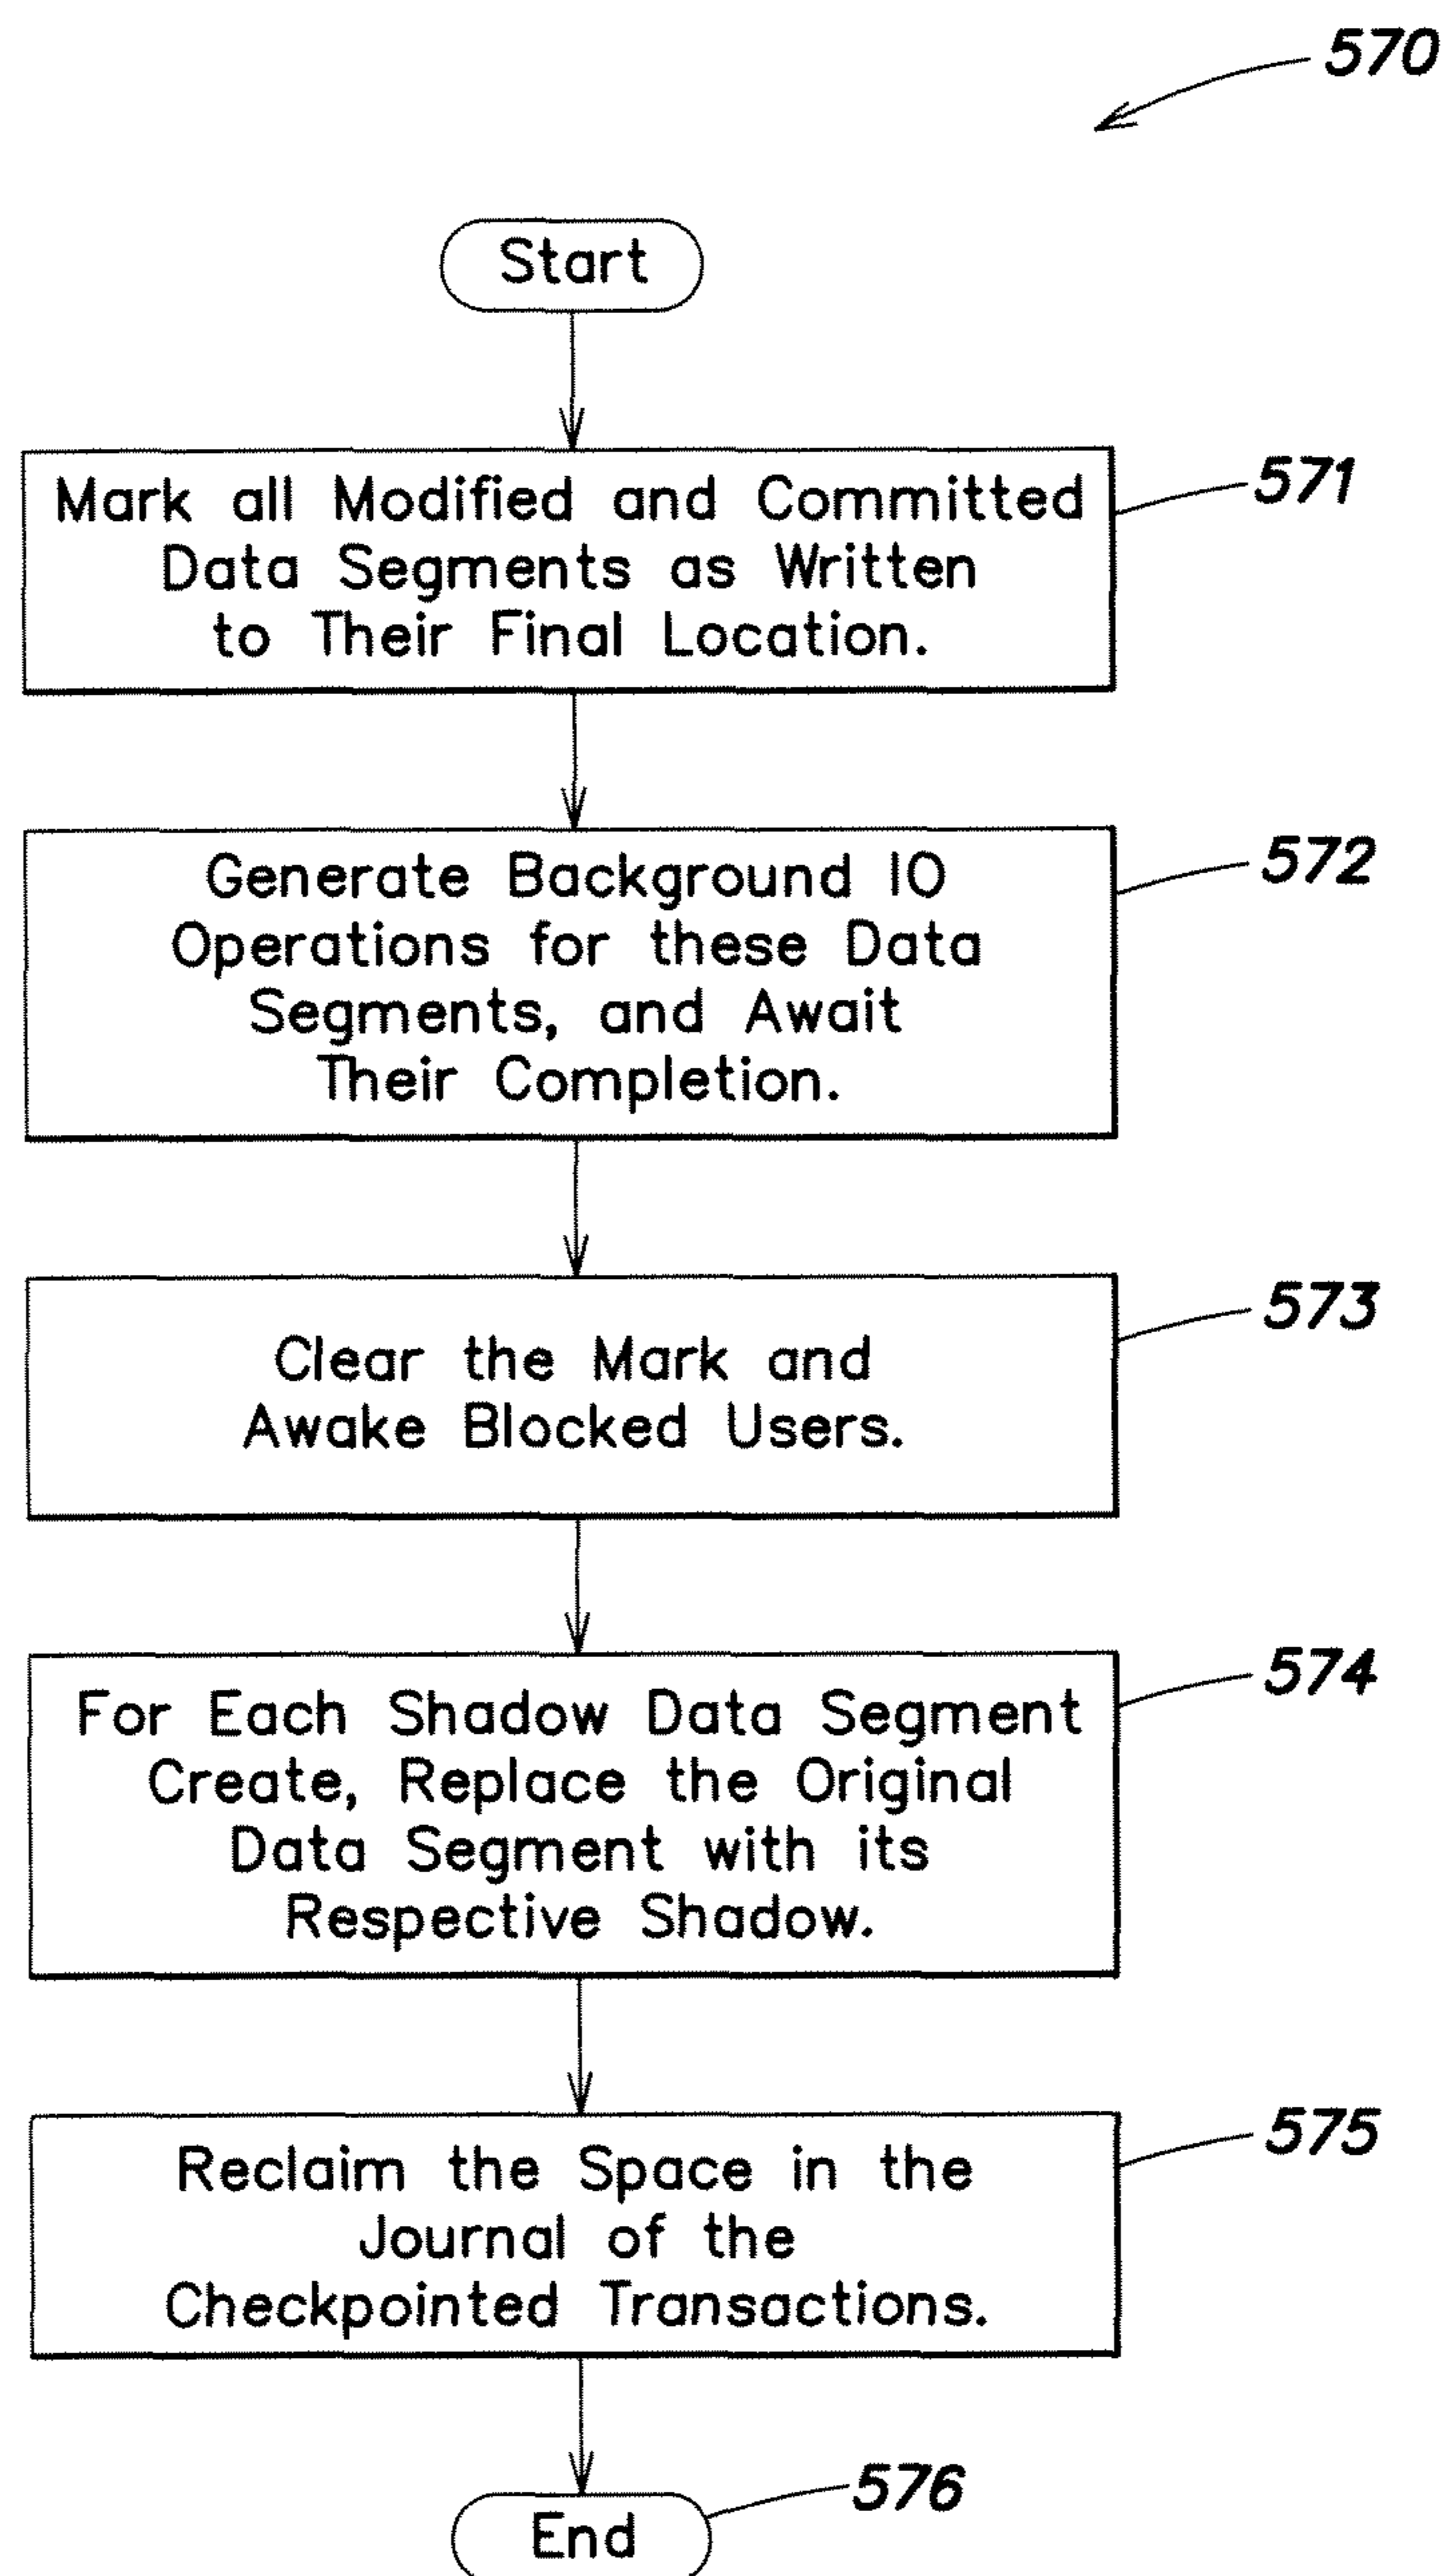 570
Start
Mark all Modified and Committed
Data Segments as Written
to Their Final Location.
571
Generate Background IO
Operations for these Data
Segments, and Await
Their Completion.
572
Clear the Mark and
Awake Blocked Users.
573
For Each Shadow Data Segment
Create, Replace the Original
Data Segment with its
Respective Shadow.
574
Reclaim the Space in the
Journal of the
Checkpointed Transactions.
575
End
576